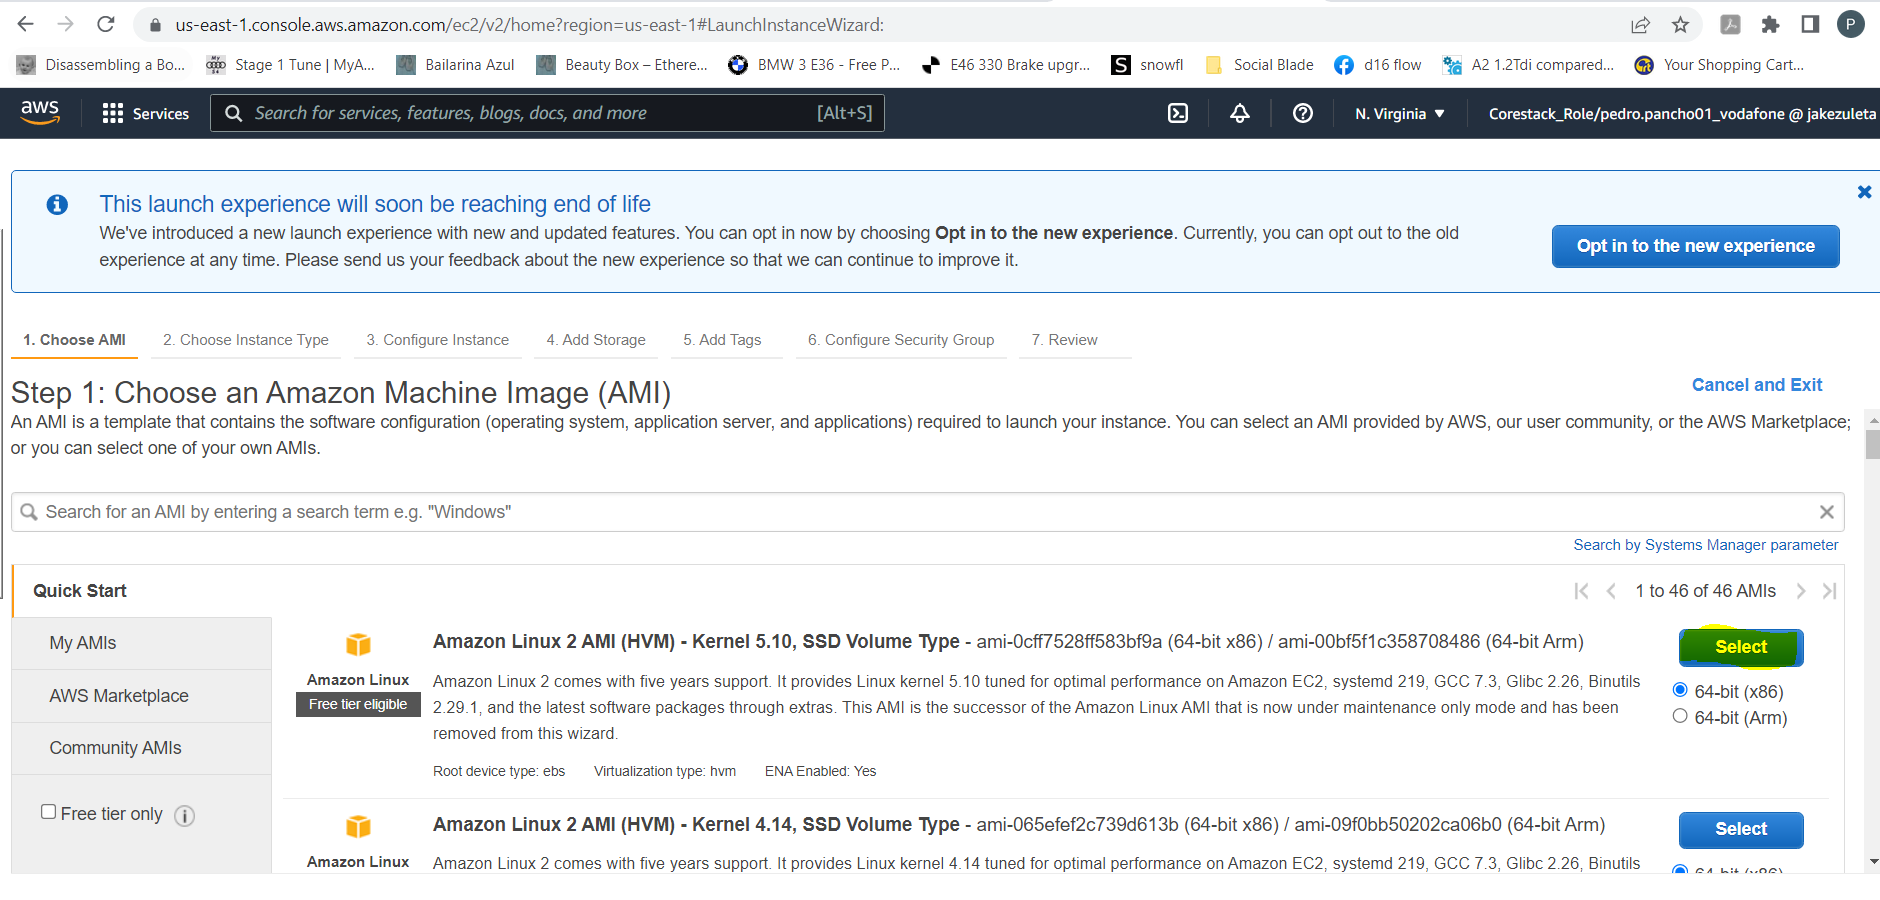 us-east-1.console.aws.amazon.com/ec2/v2/home?region=us-east-1#LaunchInstanceWizard:
P
Disassembling a Bo...
My
S4
Stage 1 Tune | MyA...
Bailarina Azul
Beauty Box – Ethere...
BMW 3 E36 - Free P...
E46 330 Brake upgr...
S
snowfl
Social Blade
d16 flow
A2 1.2Tdi compared...
Your Shopping Cart...
aws
Services
Search for services, features, blogs, docs, and more
[Alt+S]
N. Virginia
Corestack_Role/pedro.pancho01_vodafone @ jakezuleta
This launch experience will soon be reaching end of life
We've introduced a new launch experience with new and updated features. You can opt in now by choosing Opt in to the new experience. Currently, you can opt out to the old
experience at any time. Please send us your feedback about the new experience so that we can continue to improve it.
Opt in to the new experience
1. Choose AMI
2. Choose Instance Type
3. Configure Instance
4. Add Storage
5. Add Tags
6. Configure Security Group
7. Review
Step 1: Choose an Amazon Machine Image (AMI)
Cancel and Exit
An AMI is a template that contains the software configuration (operating system, application server, and applications) required to launch your instance. You can select an AMI provided by AWS, our user community, or the AWS Marketplace;
or you can select one of your own AMIs.
Search for an AMI by entering a search term e.g. "Windows"
Search by Systems Manager parameter
Quick Start
1 to 46 of 46 AMIs
My AMIs
AWS Marketplace
Community AMIs
Free tier only
Amazon Linux
Free tier eligible
Amazon Linux 2 AMI (HVM) - Kernel 5.10, SSD Volume Type - ami-0cff7528ff583bf9a (64-bit x86) / ami-00bf5f1c358708486 (64-bit Arm)
Amazon Linux 2 comes with five years support. It provides Linux kernel 5.10 tuned for optimal performance on Amazon EC2, systemd 219, GCC 7.3, Glibc 2.26, Binutils
2.29.1, and the latest software packages through extras. This AMI is the successor of the Amazon Linux AMI that is now under maintenance only mode and has been
removed from this wizard.
Root device type: ebs
Virtualization type: hvm
ENA Enabled: Yes
Select
64-bit (x86)
64-bit (Arm)
Amazon Linux
Amazon Linux 2 AMI (HVM) - Kernel 4.14, SSD Volume Type - ami-065efef2c739d613b (64-bit x86) / ami-09f0bb50202ca06b0 (64-bit Arm)
Amazon Linux 2 comes with five years support. It provides Linux kernel 4.14 tuned for optimal performance on Amazon EC2, systemd 219, GCC 7.3, Glibc 2.26, Binutils
Select
64-bit (x86)